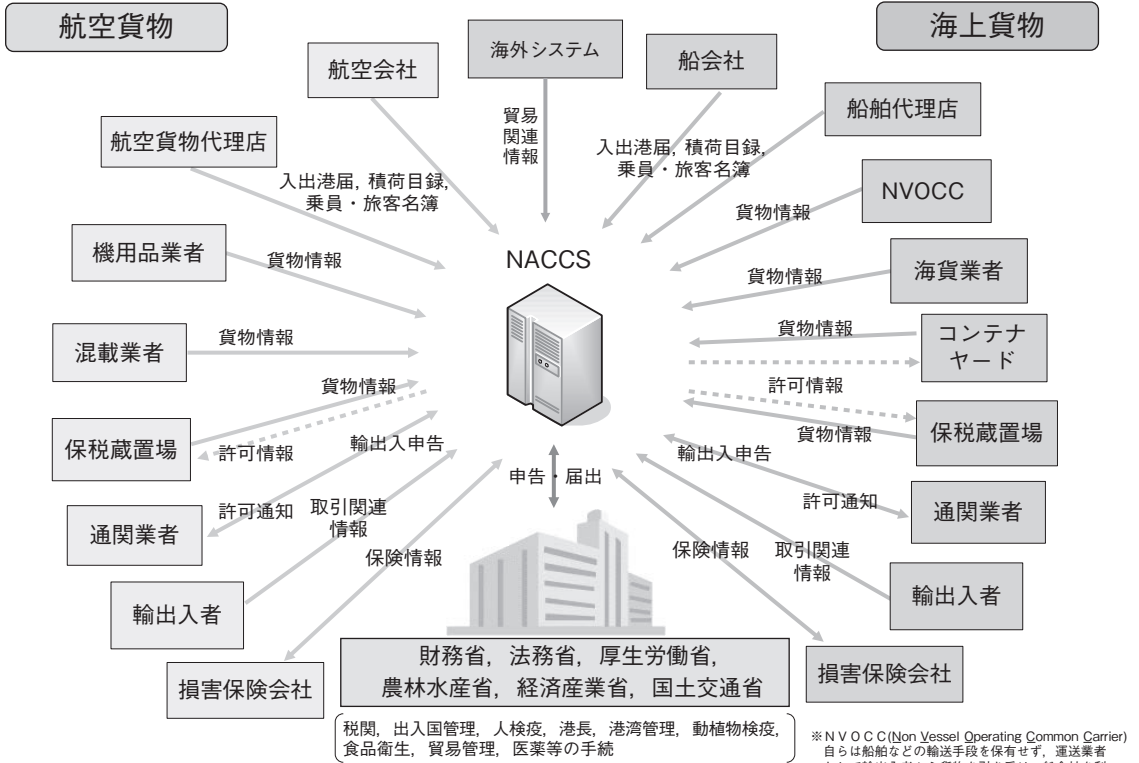 航空貨物
海上貨物
航空会社
海外システム
船会社
航空貨物代理店
船舶代理店
貿易
関連
情報
入出港届，積荷目録，
乗員・旅客名簿
入出港届，積荷目録，
乗員・旅客名簿
NVOCC
貨物情報
機用品業者
貨物情報
NACCS
海貨業者
貨物情報
混載業者
貨物情報
コンテナ
ヤード
貨物情報
許可情報
保税蔵置場
貨物情報
許可情報
保税蔵置場
貨物情報
輸出入申告
許可通知
通関業者
申告・届出
輸出入申告
許可通知
通関業者
取引関連
情報
輸出入者
保険情報
損害保険会社
保険情報
取引関連
情報
輸出入者
損害保険会社
財務省，法務省，厚生労働省，
農林水産省，経済産業省，国土交通省
税関，出入国管理，人検疫，港長，港湾管理，動植物検疫，
食品衛生，貿易管理，医薬等の手続
※NVOCC(Non Vessel Operating Common Carrier)
自らは船舶などの輸送手段を保有せず，運送業者